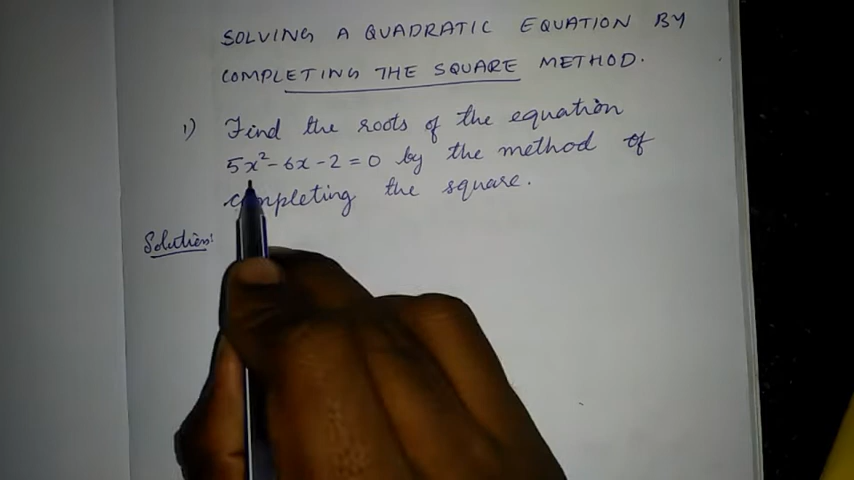 SOLVING A QUADRATIC EQUATION BY
COMPLETING THE SQUARE METHOD.
1) Find the roots of the equation
5x²-6x-2=0 by the method of
completing the square.
Solution: